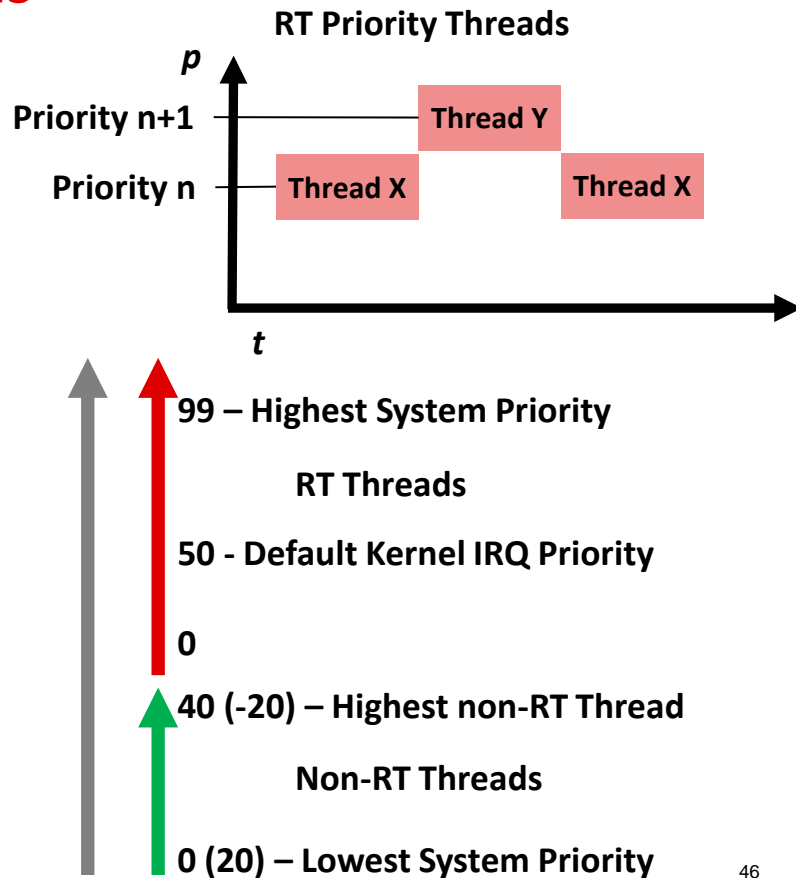 RT Priority Threads
p
Priority n+1
Thread Y
Priority n
Thread X
Thread X
t
99 – Highest System Priority
RT Threads
50 - Default Kernel IRQ Priority
0
40 (-20) – Highest non-RT Thread
Non-RT Threads
0 (20) – Lowest System Priority
46